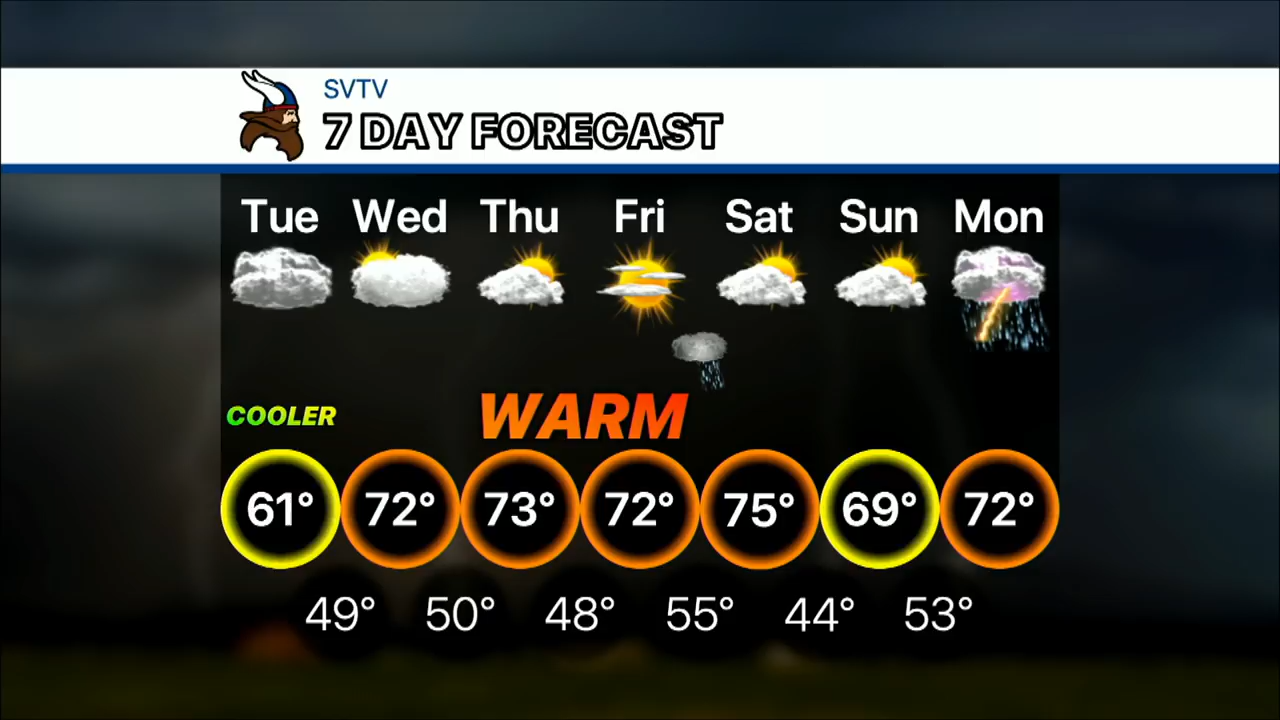 SVTV
7 DAY FORECAST
Tue Wed Thu Fri Sat Sun Mon
COOLER WARM
61° 72° 73° 72° 75° 69° 72°
49° 50° 48° 55° 44° 53°